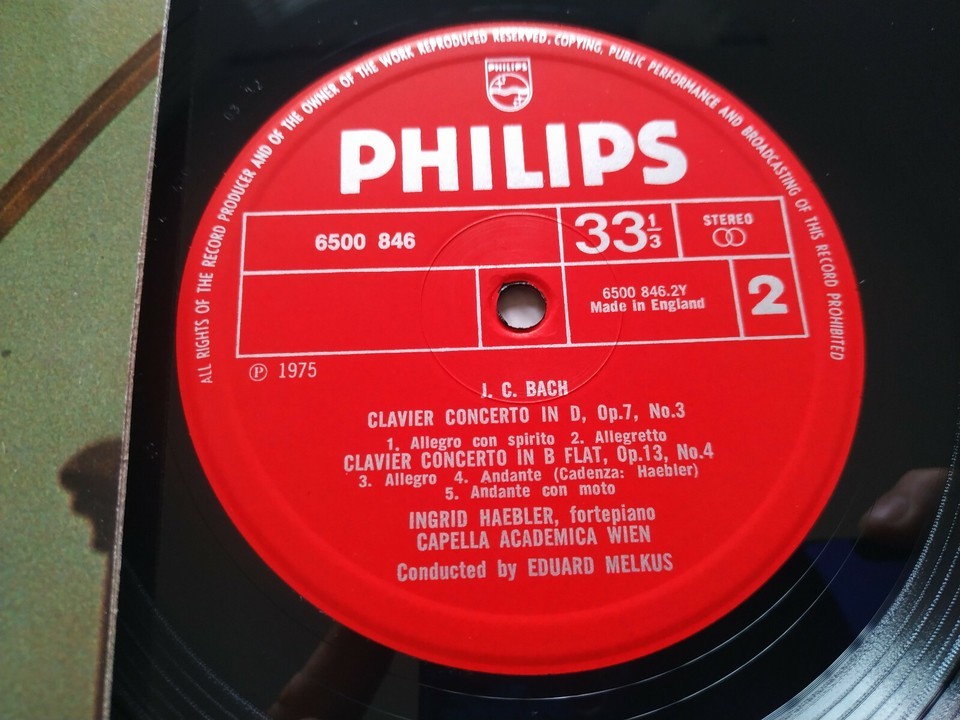 ALL RIGHTS OF THE RECORD PRODUCER AND OF THE OWNER OF THE WORK REPRODUCED RESERVED, COPYING, PUBLIC PERFORMANCE AND BROADCASTING OF THIS RECORD PROHIBITED
PHILIPS
PHILIPS
6500 846
33 1/3
STEREO
6500 846.2Y
Made in England
2
Ⓟ 1975
J. C. BACH
CLAVIER CONCERTO IN D, Op.7, No.3
1. Allegro con spirito 2. Allegretto
CLAVIER CONCERTO IN B FLAT, Op.13, No.4
3. Allegro 4. Andante (Cadenza: Haebler)
5. Andante con moto
INGRID HAEBLER, fortepiano
CAPELLA ACADEMICA WIEN
Conducted by EDUARD MELKUS